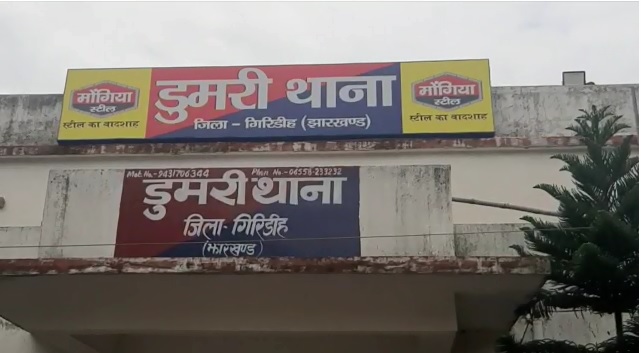 मोंगिया
स्टील
स्टील का बादशाह
डुमरी थाना
जिला - गिरिडीह (झारखण्ड)
मोंगिया
स्टील
स्टील का बादशाह
Mob. No.-9431706344 Phon No-06558-233232
डुमरी थाना
जिला-गिरिडीह
(झारखण्ड)